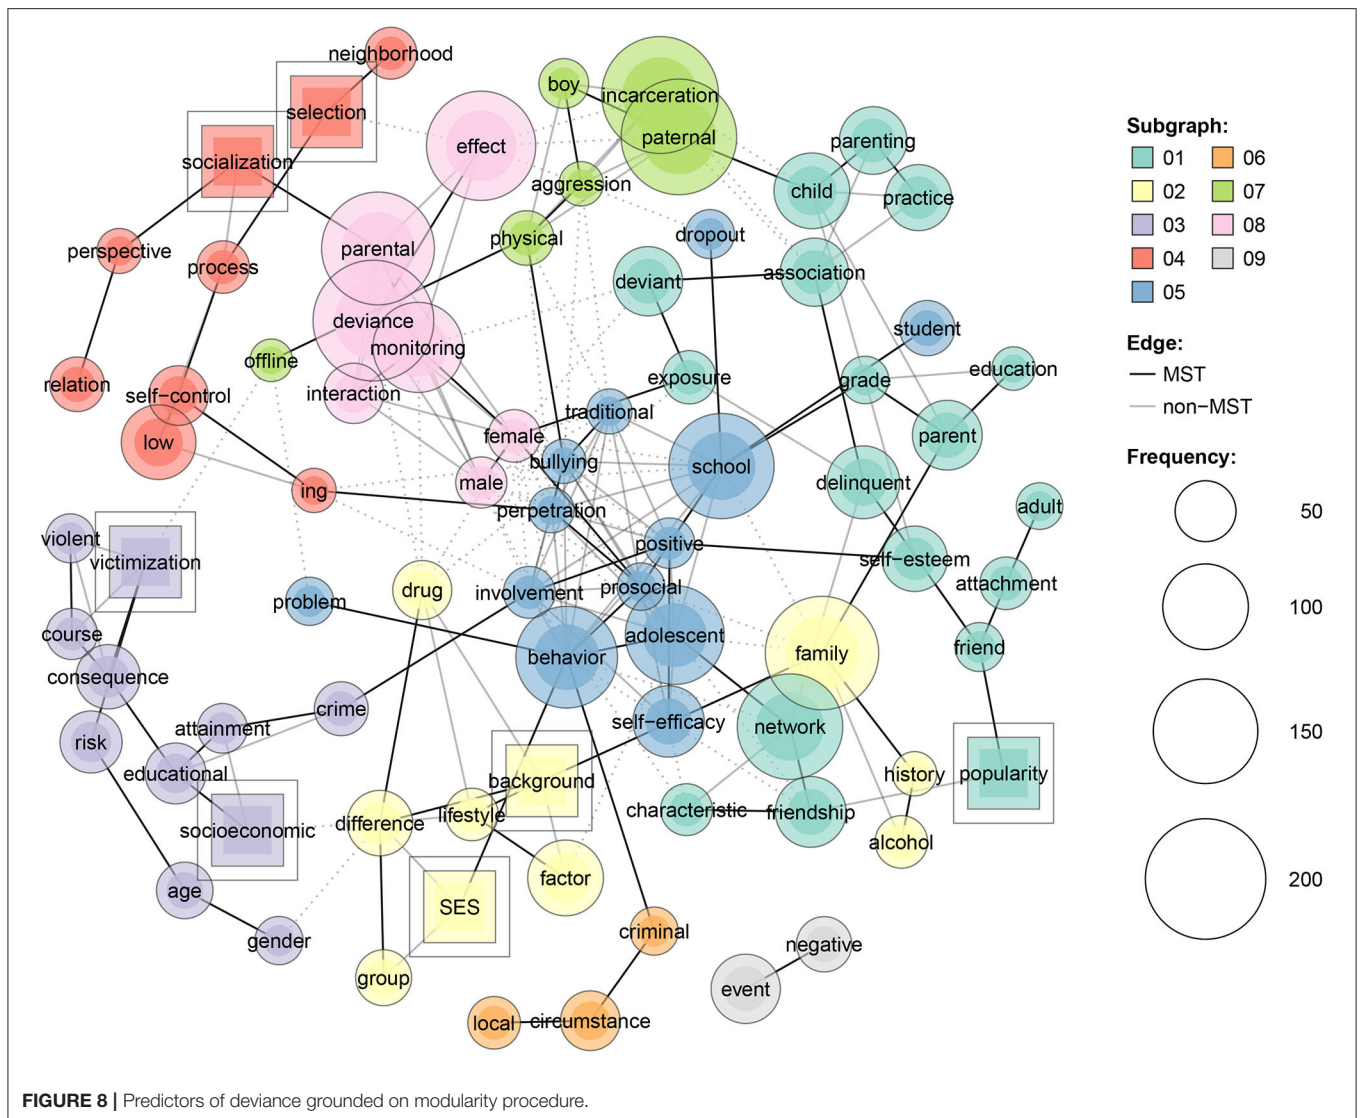 neighborhood
selection
socialization
effect
boy
incarceration
paternal
parenting
aggression
child
practice
physical
dropout
parental
perspective
process
deviant
association
deviance
monitoring
student
offline
relation
self-control
interaction
exposure
grade
education
low
traditional
female
bullying
school
parent
male
delinquent
ing
perpetration
adult
violent
victimization
positive
self-esteem
attachment
drug
involvement
prosocial
problem
course
adolescent
behavior
family
friend
consequence
crime
self-efficacy
network
attainment
risk
educational
background
history
popularity
characteristic
friendship
lifestyle
difference
socioeconomic
alcohol
factor
age
SES
criminal
gender
negative
group
event
local
circumstance
Subgraph:
01 06
02 07
03 08
04 09
05
Edge:
MST
non-MST
Frequency:
50
100
150
200
FIGURE 8 | Predictors of deviance grounded on modularity procedure.